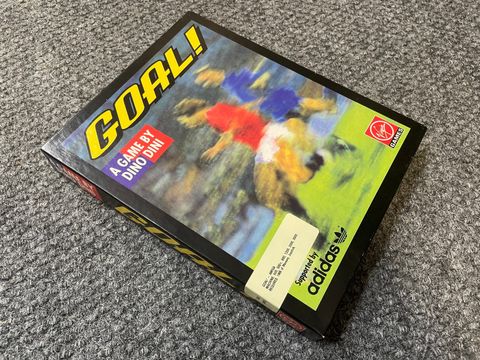 GOAL!
A GAME BY
DINO DINI
Virgin
GAMES
Supported by
adidas
GOAL!